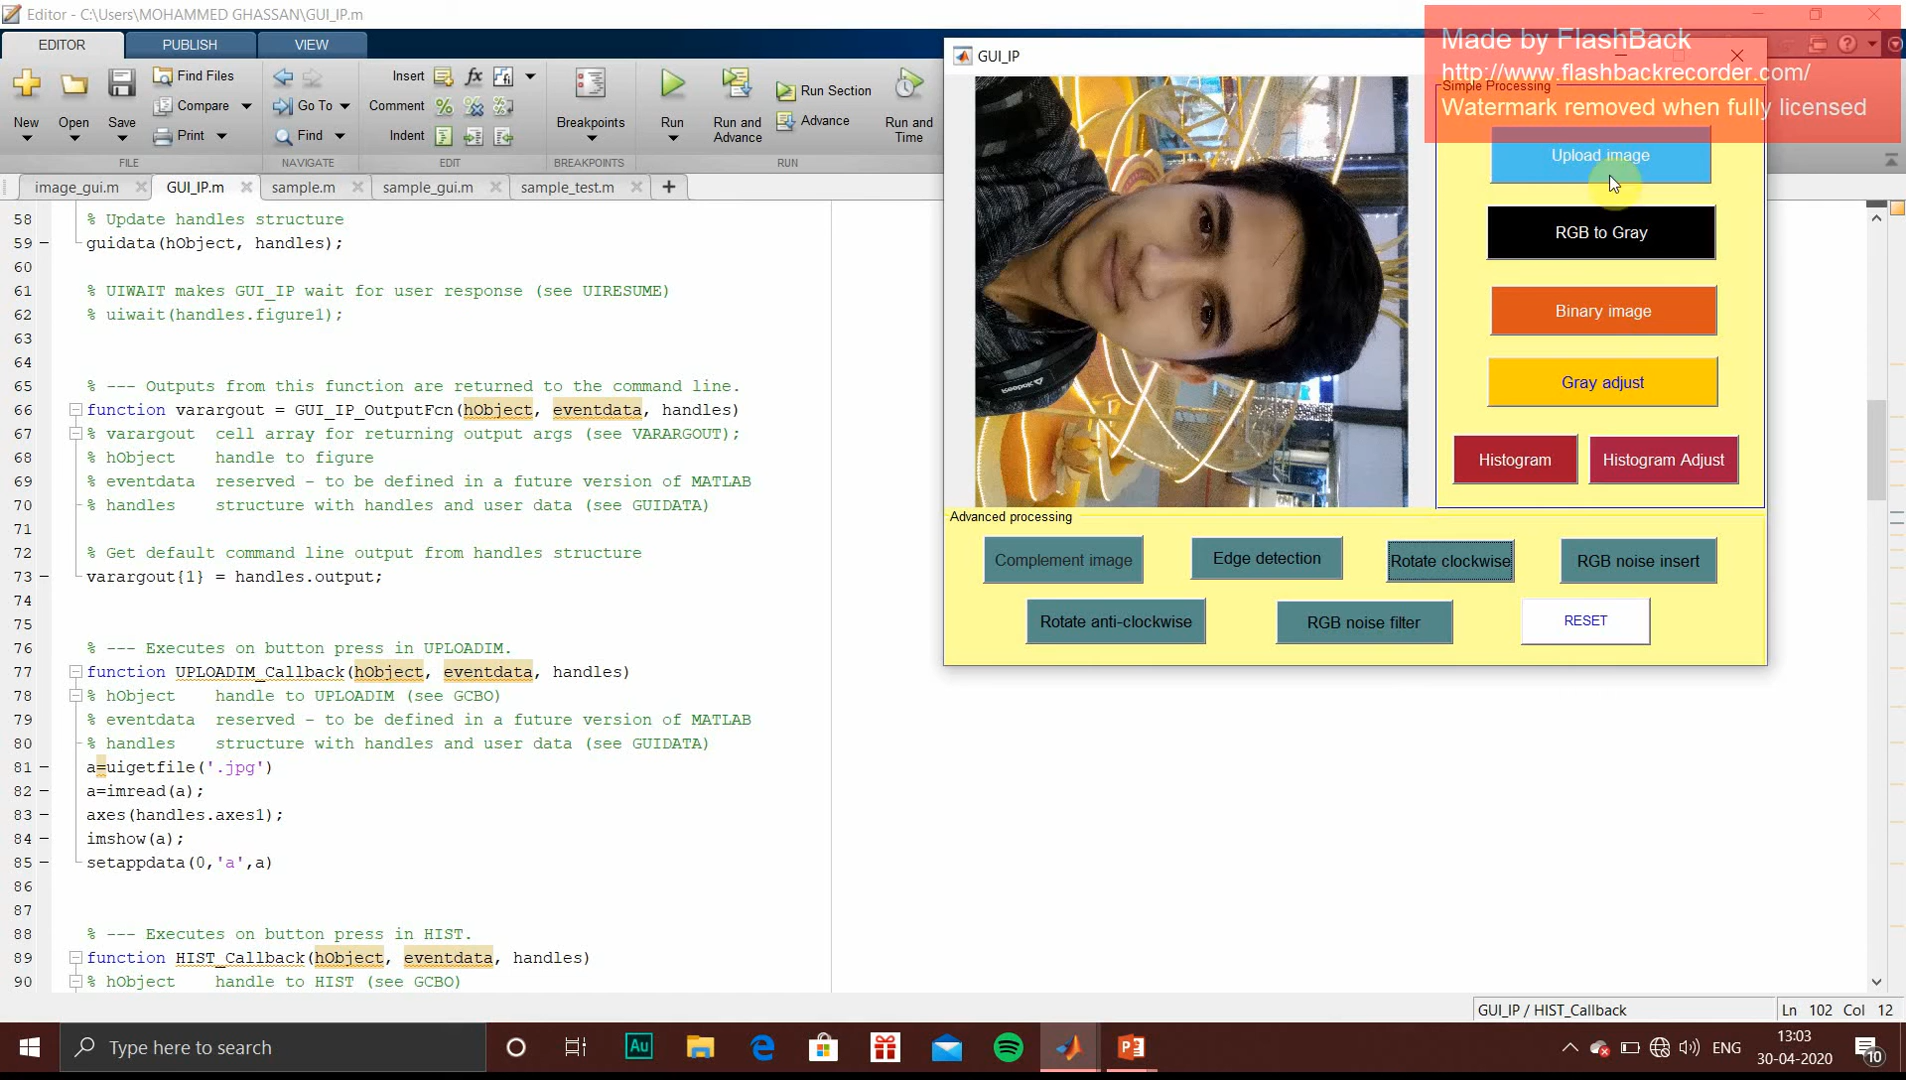 Editor - C:\Users\MOHAMMED GHASSAN\GUI_IP.m
EDITOR PUBLISH VIEW
New Open Save Find Files Compare Print
Go To Find
Insert fx
Comment
Indent
Breakpoints
Run
Run and Advance
Run Section
Advance
Run and Time
FILE NAVIGATE EDIT BREAKPOINTS RUN
image_gui.m GUI_IP.m sample.m sample_gui.m sample_test.m
58 % Update handles structure
59 guidata(hObject, handles);
60
61 % UIWAIT makes GUI_IP wait for user response (see UIRESUME)
62 % uiwait(handles.figure1);
63
64
65 % --- Outputs from this function are returned to the command line.
66 function varargout = GUI_IP_OutputFcn(hObject, eventdata, handles)
67 % varargout cell array for returning output args (see VARARGOUT);
68 % hObject handle to figure
69 % eventdata reserved - to be defined in a future version of MATLAB
70 % handles structure with handles and user data (see GUIDATA)
71
72 % Get default command line output from handles structure
73 varargout{1} = handles.output;
74
75
76 % --- Executes on button press in UPLOADIM.
77 function UPLOADIM_Callback(hObject, eventdata, handles)
78 % hObject handle to UPLOADIM (see GCBO)
79 % eventdata reserved - to be defined in a future version of MATLAB
80 % handles structure with handles and user data (see GUIDATA)
81 a=uigetfile('.jpg')
82 a=imread(a);
83 axes(handles.axes1);
84 imshow(a);
85 setappdata(0,'a',a)
86
87
88 % --- Executes on button press in HIST.
89 function HIST_Callback(hObject, eventdata, handles)
90 % hObject handle to HIST (see GCBO)
GUI_IP
Made by FlashBack
http://www.flashbackrecorder.com/
Simple Processing
Watermark removed when fully licensed
Upload image
RGB to Gray
Binary image
Gray adjust
Histogram Histogram Adjust
Advanced processing
Complement image Edge detection Rotate clockwise RGB noise insert
Rotate anti-clockwise RGB noise filter RESET
GUI_IP / HIST_Callback Ln 102 Col 12
Type here to search
Au
ENG
13:03
30-04-2020
10